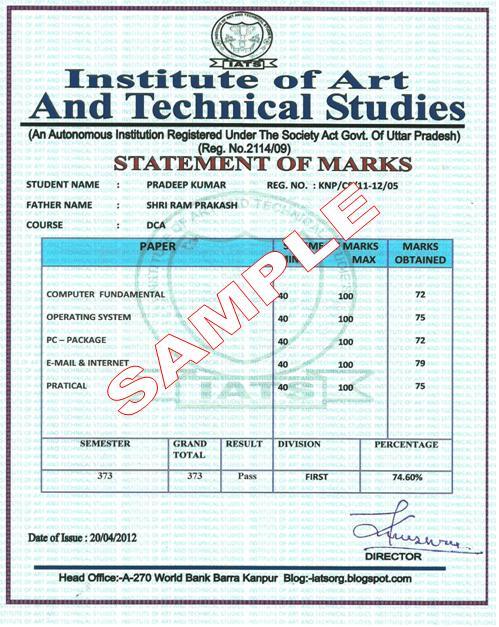 IATS
Institute of Art
And Technical Studies
(An Autonomous Institution Registered Under The Society Act Govt. Of Uttar Pradesh)
(Reg. No.2114/09)
STATEMENT OF MARKS
STUDENT NAME : PRADEEP KUMAR REG. NO. : KNP/C /11-12/05
FATHER NAME : SHRI RAM PRAKASH
COURSE : DCA
PAPER MARKS MARKS
MAX OBTAINED
COMPUTER FUNDAMENTAL 40 100 72
OPERATING SYSTEM 40 100 75
PC – PACKAGE 40 100 72
E-MAIL & INTERNET 40 100 79
PRATICAL 40 100 75
SAMPLE
IATS
SEMESTER GRAND RESULT DIVISION PERCENTAGE
TOTAL
373 373 Pass FIRST 74.60%
Date of Issue : 20/04/2012
DIRECTOR
Head Office:-A-270 World Bank Barra Kanpur Blog:-iatsorg.blogspot.com